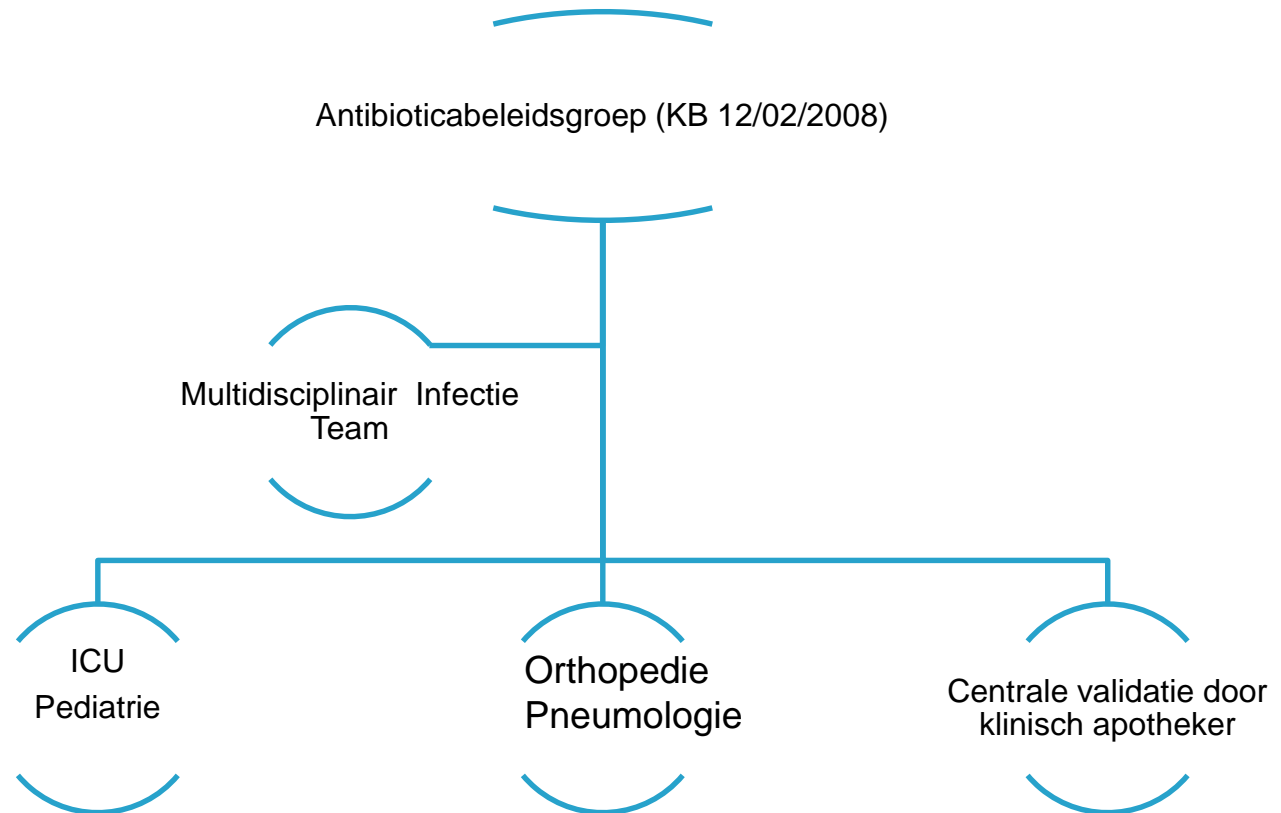 Antibioticabeleidsgroep (KB 12/02/2008)
Multidisciplinair Infectie
Team
ICU
Pediatrie
Orthopedie
Pneumologie
Centrale validatie door
klinisch apotheker